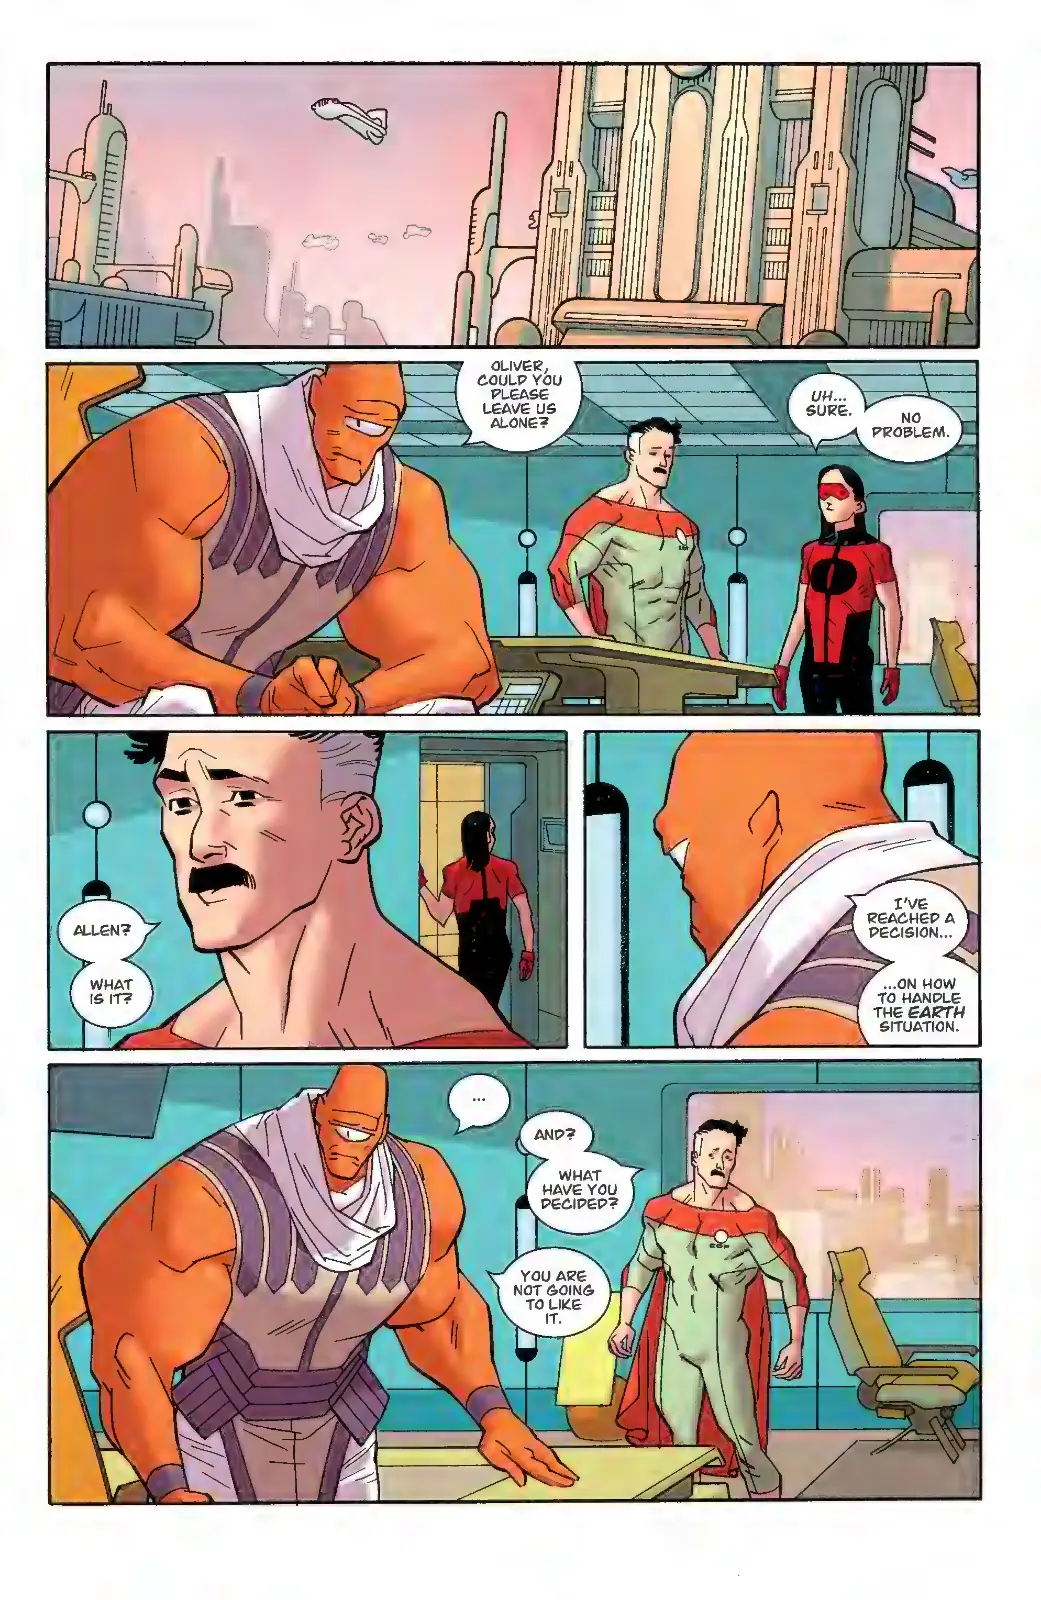 OLIVER,
COULD YOU
PLEASE
LEAVE US
ALONE?
UH...
SURE.
NO
PROBLEM.
ALLEN?
WHAT
IS IT?
I'VE
REACHED A
DECISION...
...ON HOW
TO HANDLE
THE EARTH
SITUATION.
...
AND?
WHAT
HAVE YOU
DECIDED?
YOU ARE
NOT GOING
TO LIKE
IT.